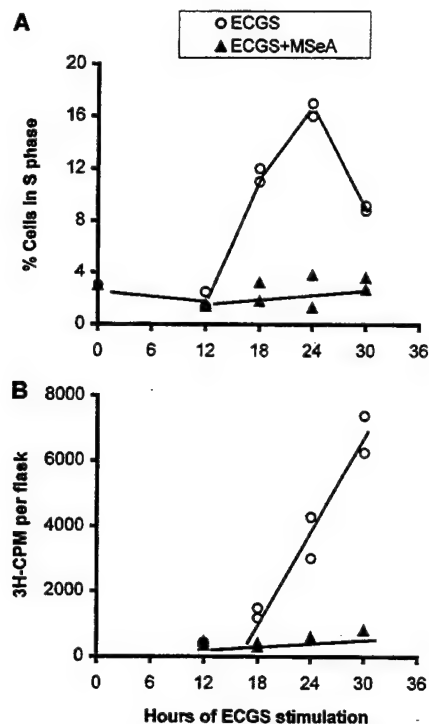 A
ECGS
ECGS+MSeA
% Cells in S phase
20
16
12
8
4
0
0 6 12 18 24 30 36
B
3H-CPM per flask
8000
6000
4000
2000
0
0 6 12 18 24 30 36
Hours of ECGS stimulation